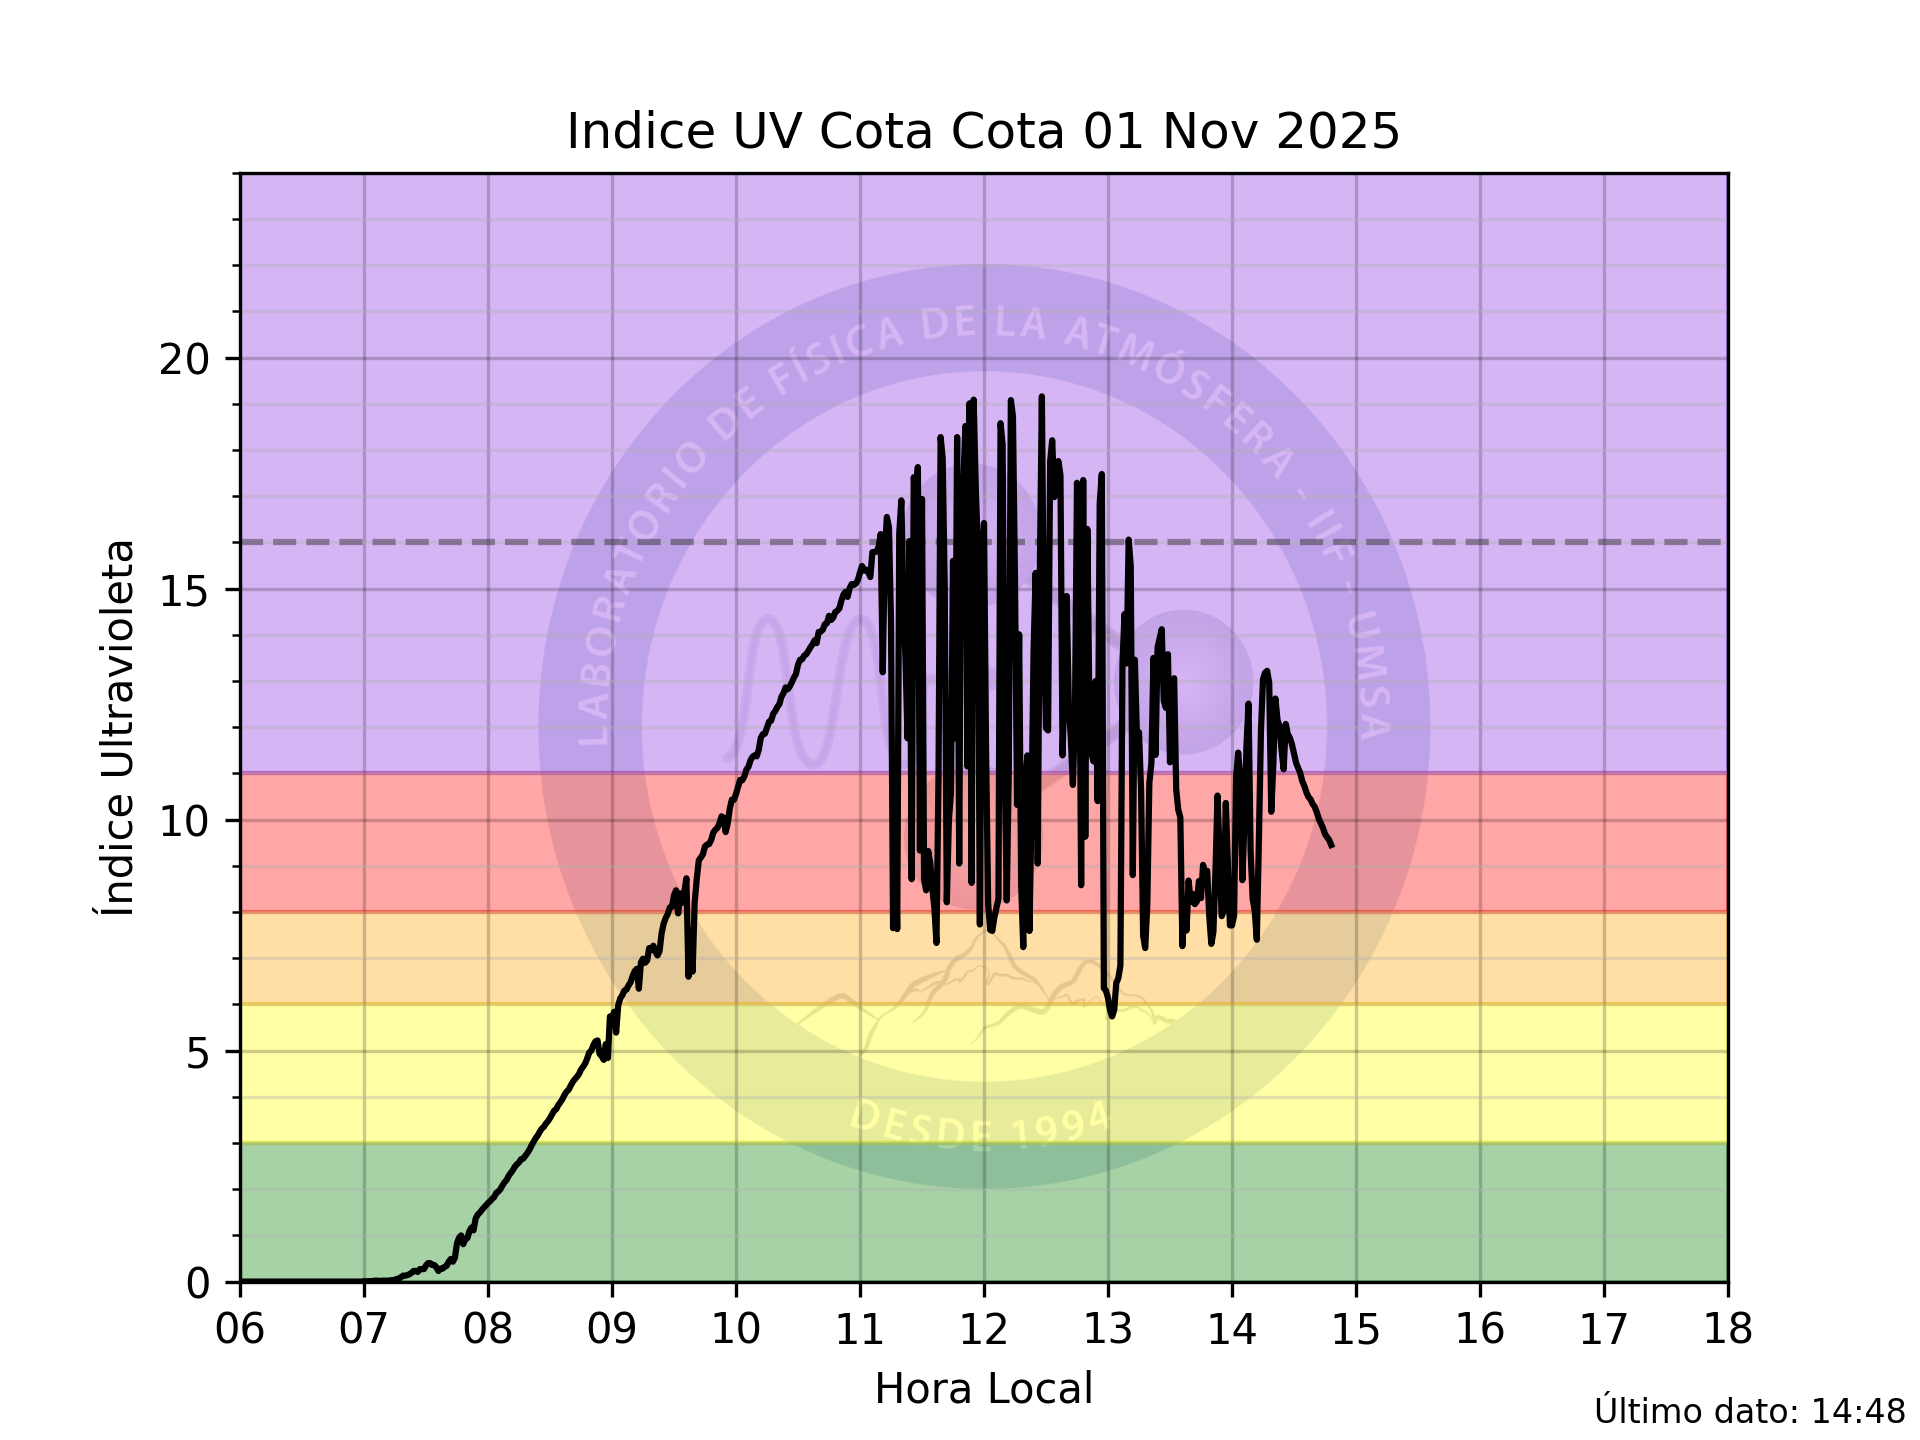 Indice UV Cota Cota 01 Nov 2025
LABORATORIO DE FÍSICA DE LA ATMÓSFERA - IIF - UMSA
DESDE 1994
Índice Ultravioleta
20
15
10
5
0
06 07 08 09 10 11 12 13 14 15 16 17 18
Hora Local
Último dato: 14:48